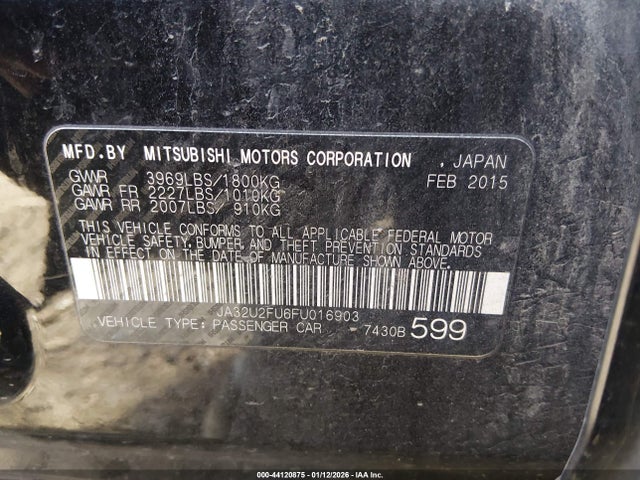 MFD.BY MITSUBISHI MOTORS CORPORATION , JAPAN
GVWR 3969LBS/1800KG FEB 2015
GAWR FR 2227LBS/1010KG
GAWR RR 2007LBS/ 910KG
THIS VEHICLE CONFORMS TO ALL APPLICABLE FEDERAL MOTOR
VEHICLE SAFETY, BUMPER, AND THEFT PREVENTION STANDARDS
IN EFFECT ON THE DATE OF MANUFACTURE SHOWN ABOVE.
JA32U2FU6FU016903
VEHICLE TYPE: PASSENGER CAR 7430B 599
000-44120875 - 01/12/2026 - IAA Inc.